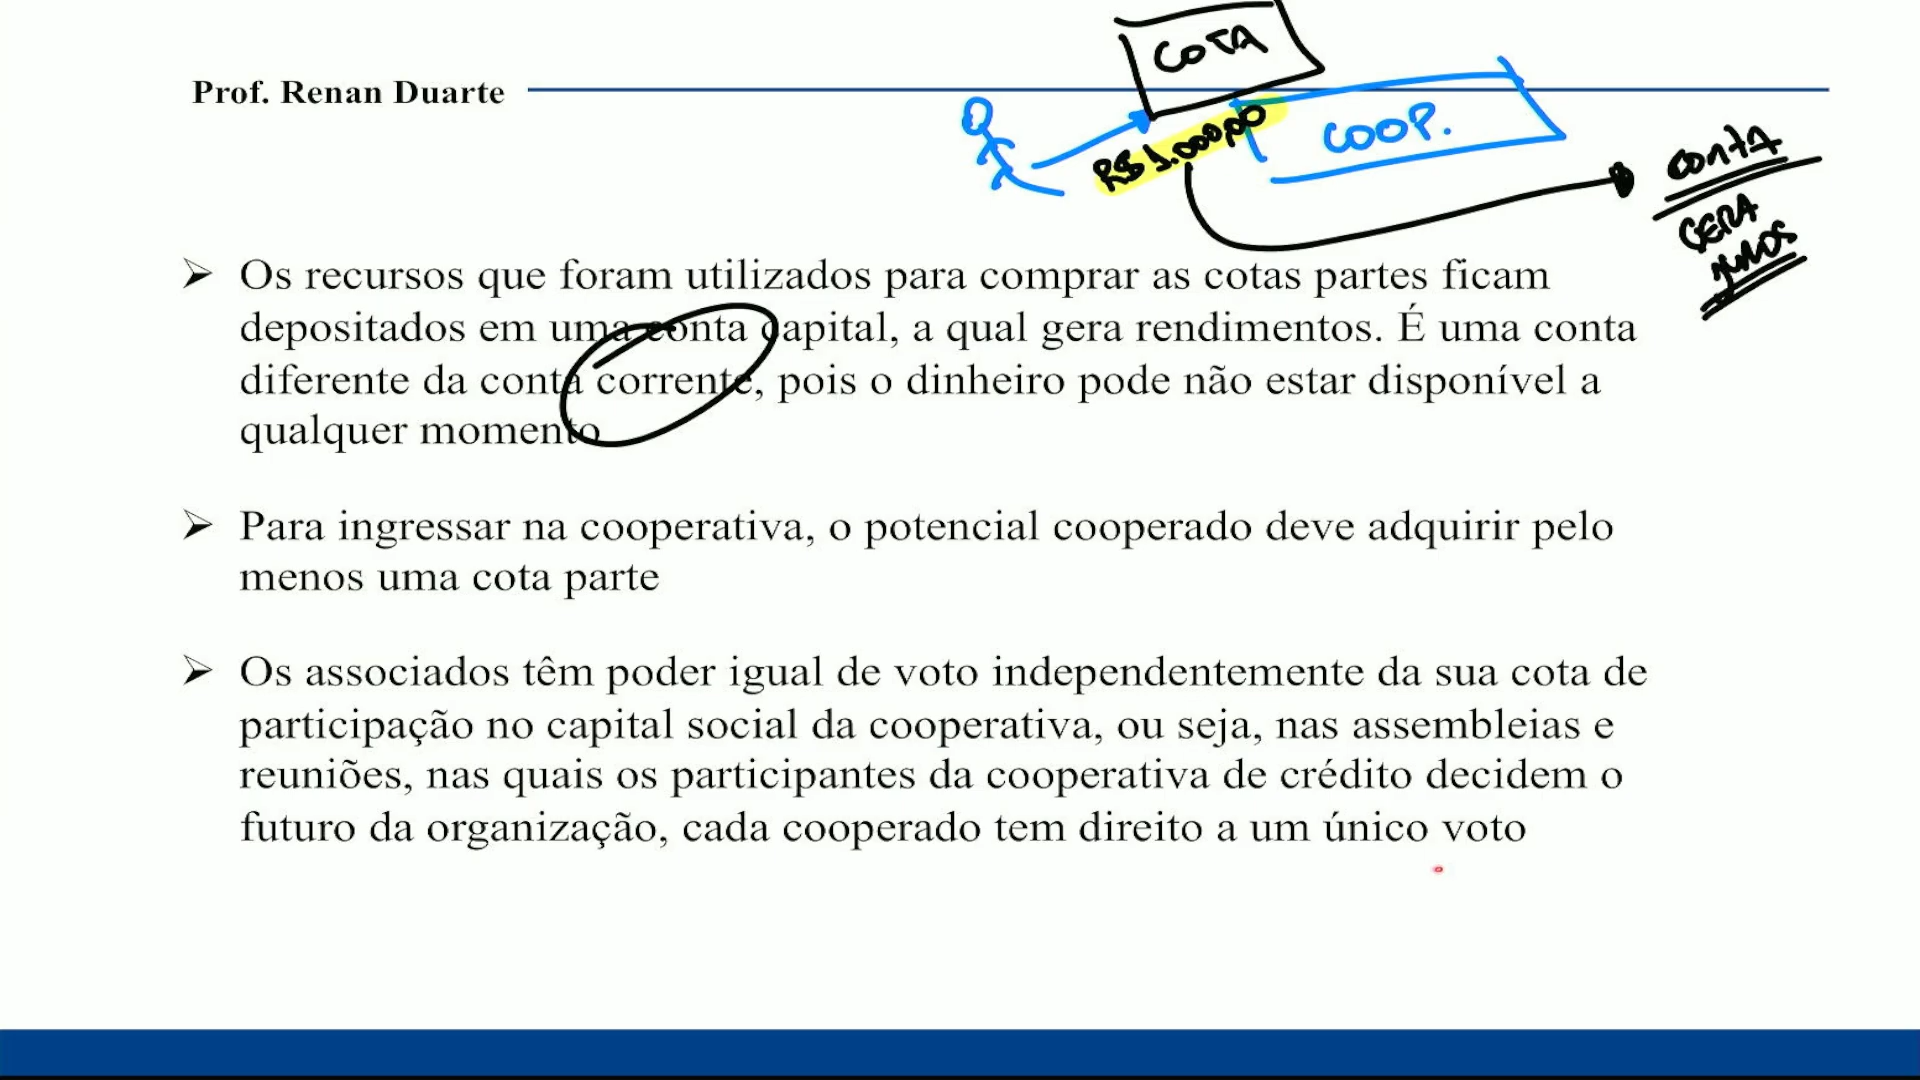 COTA
Prof. Renan Duarte
R$ 1.000,00
COOP.
CONTA
GERA
JUROS
➢ Os recursos que foram utilizados para comprar as cotas partes ficam
depositados em uma conta capital, a qual gera rendimentos. É uma conta
diferente da conta corrente, pois o dinheiro pode não estar disponível a
qualquer momento
➢ Para ingressar na cooperativa, o potencial cooperado deve adquirir pelo
menos uma cota parte
➢ Os associados têm poder igual de voto independentemente da sua cota de
participação no capital social da cooperativa, ou seja, nas assembleias e
reuniões, nas quais os participantes da cooperativa de crédito decidem o
futuro da organização, cada cooperado tem direito a um único voto